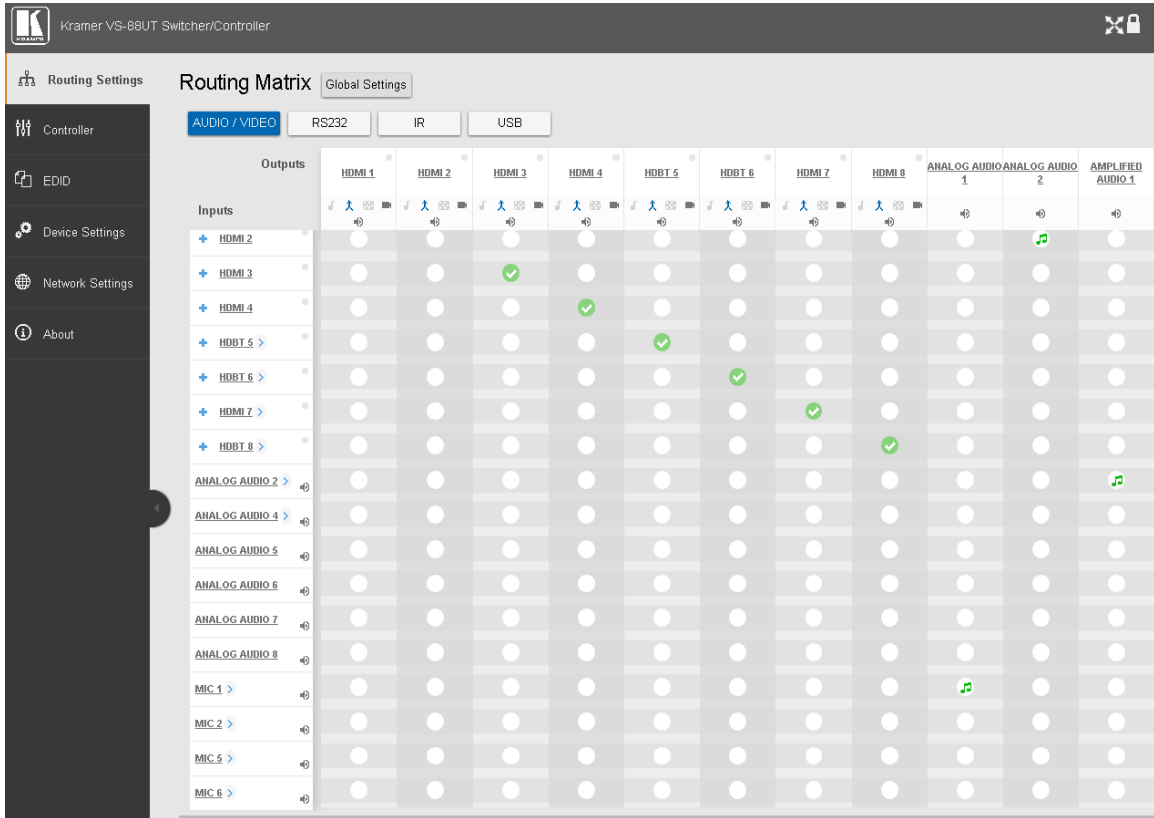 KRAMER
Kramer VS-88UT Switcher/Controller
Routing Settings
Controller
EDID
Device Settings
Network Settings
About
Routing Matrix
Global Settings
AUDIO / VIDEO
RS232
IR
USB
Outputs
HDMI 1
HDMI 2
HDMI 3
HDMI 4
HDBT 5
HDBT 6
HDMI 7
HDMI 8
ANALOG AUDIO 1
ANALOG AUDIO 2
AMPLIFIED AUDIO 1
Inputs
HDMI 2
HDMI 3
HDMI 4
HDBT 5
HDBT 6
HDMI 7
HDBT 8
ANALOG AUDIO 2
ANALOG AUDIO 4
ANALOG AUDIO 5
ANALOG AUDIO 6
ANALOG AUDIO 7
ANALOG AUDIO 8
MIC 1
MIC 2
MIC 5
MIC 6